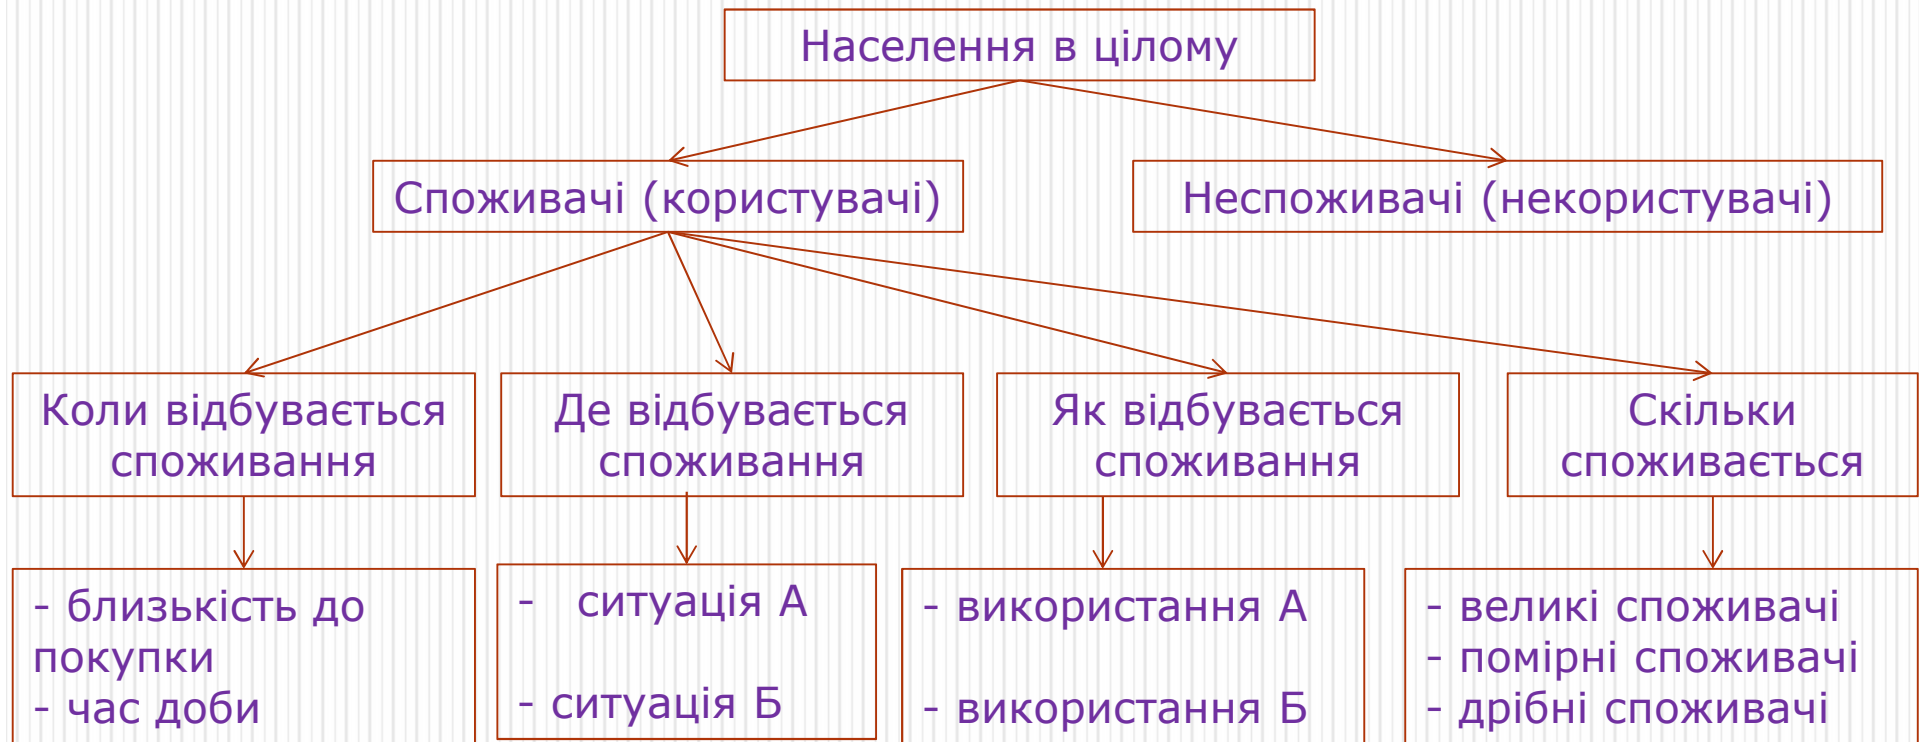 Населення в цілому
Споживачі (користувачі)
Неспоживачі (некористувачі)
Коли відбувається
споживання
Де відбувається
споживання
Як відбувається
споживання
Скільки
споживається
- близькість до
покупки
- час доби
- ситуація А
- ситуація Б
- використання А
- використання Б
- великі споживачі
- помірні споживачі
- дрібні споживачі